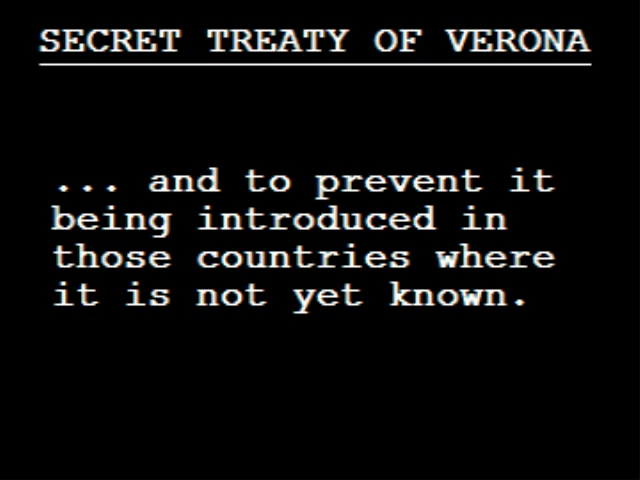 SECRET TREATY OF VERONA
... and to prevent it
being introduced in
those countries where
it is not yet known.